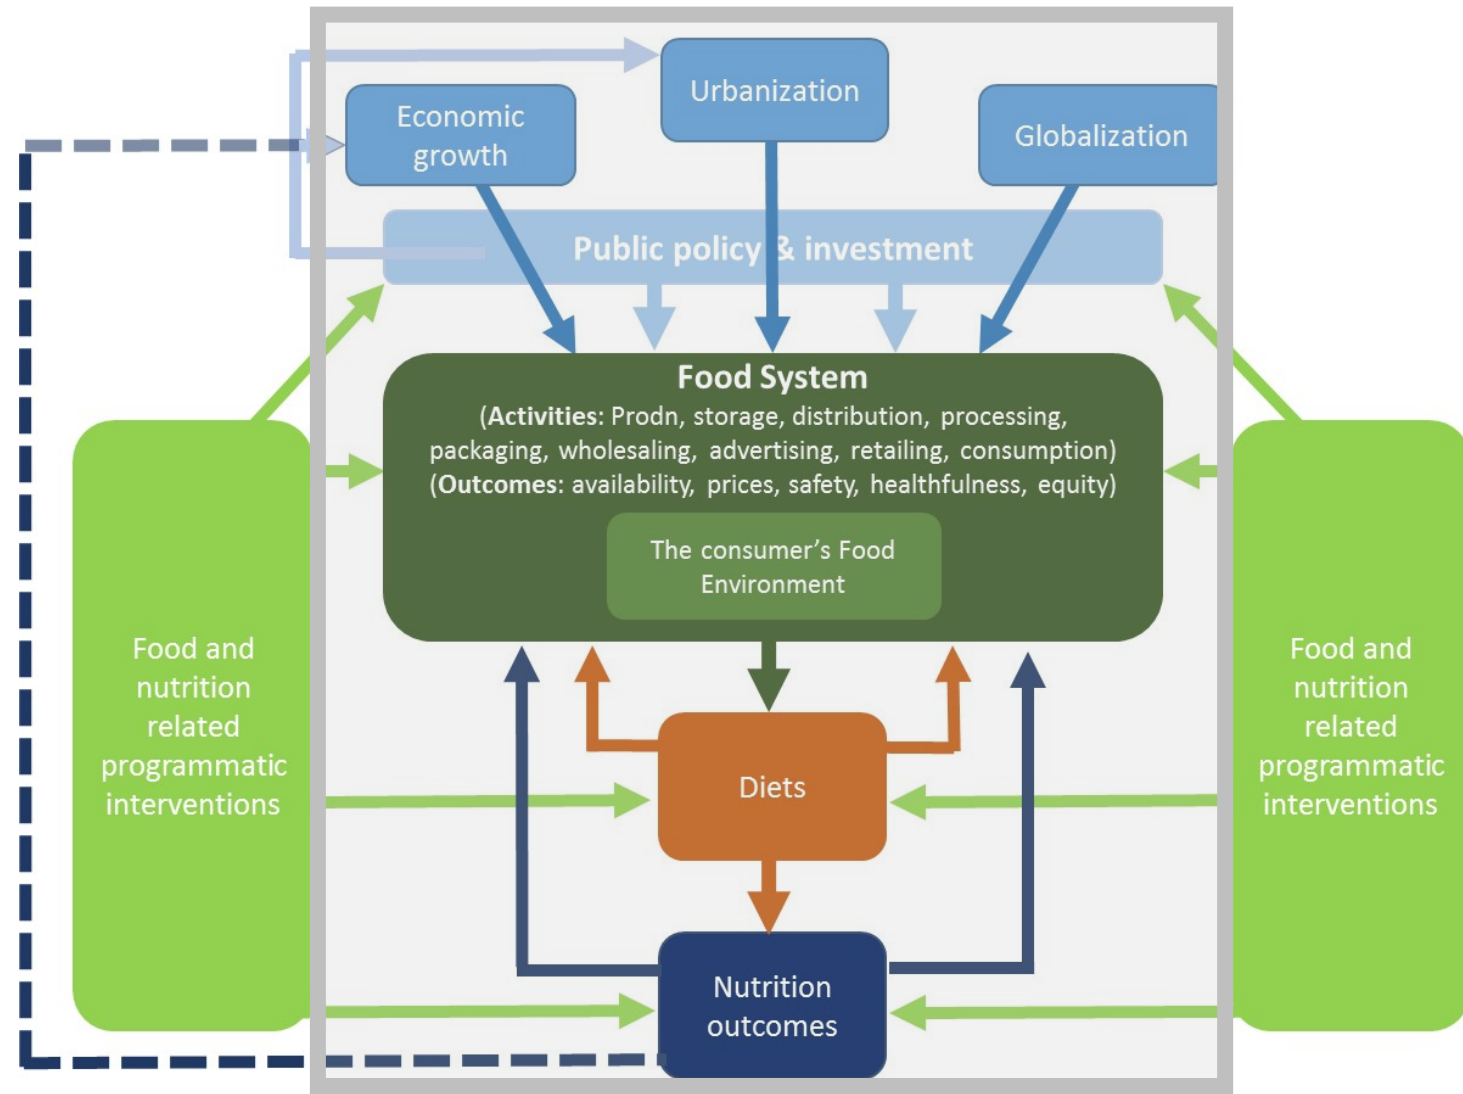 Urbanization
Economic
growth
Globalization
Public policy & investment
Food System
(Activities: Prodn, storage, distribution, processing,
packaging, wholesaling, advertising, retailing, consumption)
(Outcomes: availability, prices, safety, healthfulness, equity)
The consumer’s Food
Environment
Food and
nutrition
related
programmatic
interventions
Diets
Nutrition
outcomes
Food and
nutrition
related
programmatic
interventions